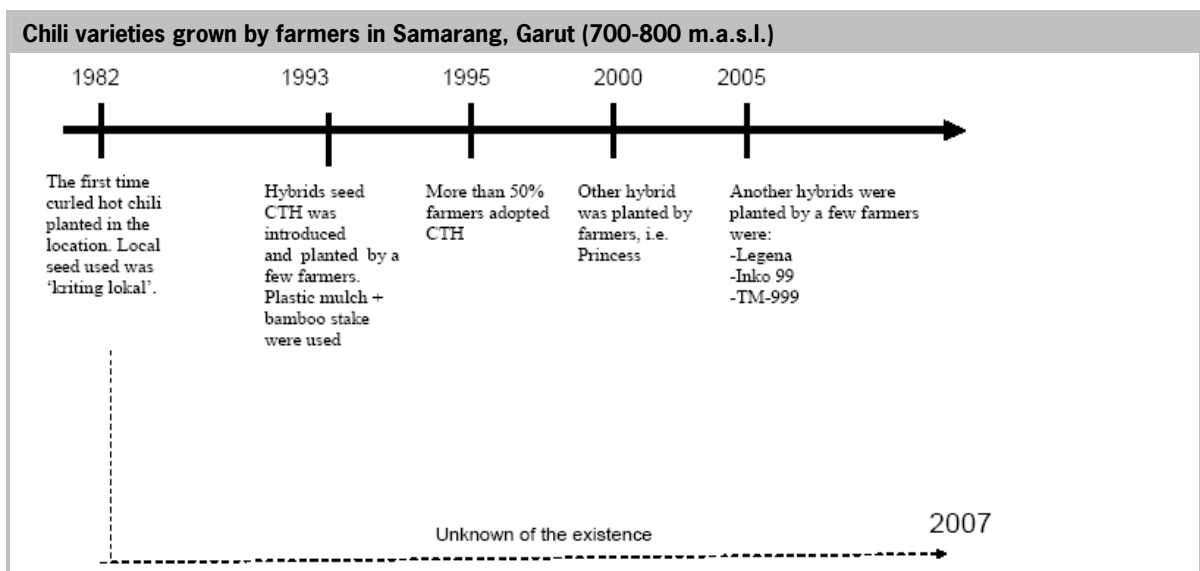 Chili varieties grown by farmers in Samarang, Garut (700-800 m.a.s.l.)
1982
1993
1995
2000
2005
The first time
curled hot chili
planted in the
location. Local
seed used was
‘kriting lokal’.
Hybrids seed
CTH was
introduced
and planted by a
few farmers.
Plastic mulch +
bamboo stake
were used
More than 50%
farmers adopted
CTH
Other hybrid
was planted by
farmers, i.e.
Princess
Another hybrids were
planted by a few farmers
were:
-Legena
-Inko 99
-TM-999
Unknown of the existence
2007